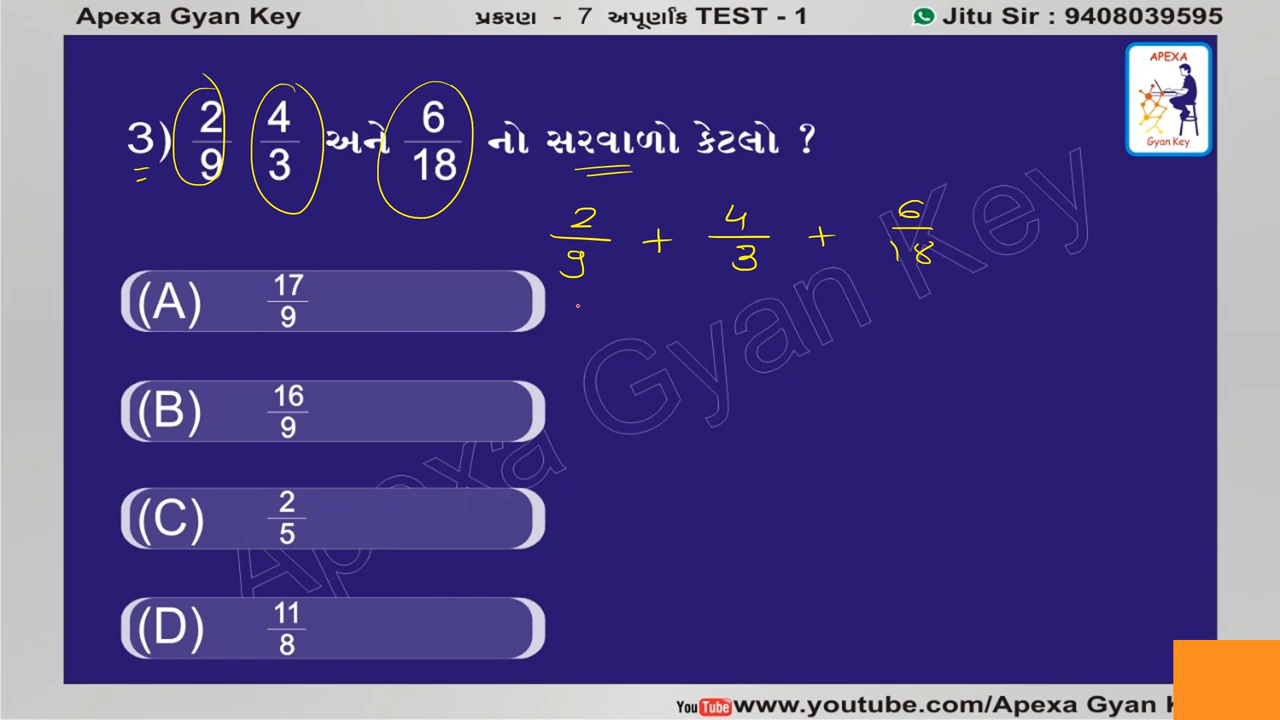 Apexa Gyan Key
પ્રકરણ - 7 અપૂર્ણાંક TEST - 1
Jitu Sir : 9408039595
APEXA
Gyan Key
3) 2/9 4/3 અને 6/18 નો સરવાળો કેટલો ?
2/9 + 4/3 + 6/18
(A) 17/9
(B) 16/9
(C) 2/5
(D) 11/8
Apexa Gyan Key
YouTube www.youtube.com/Apexa Gyan